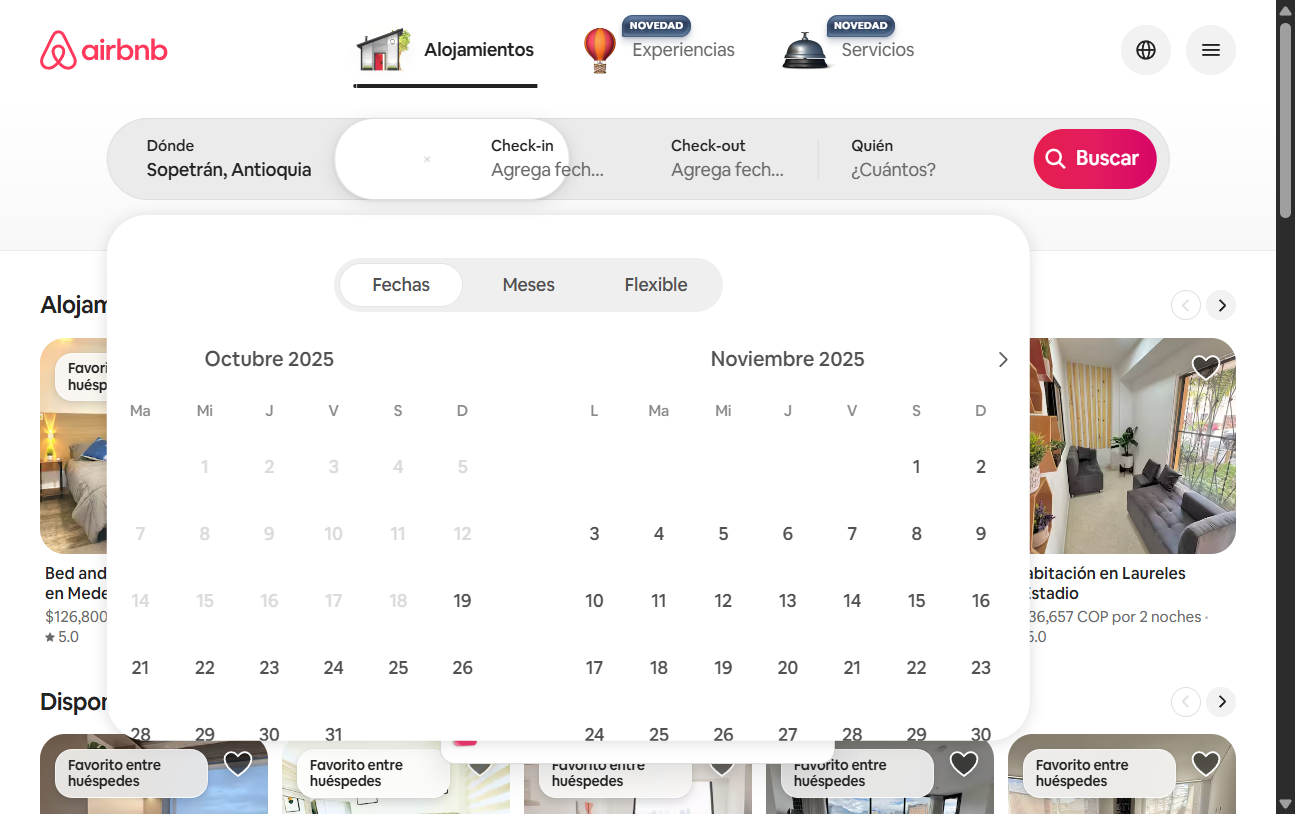 airbnb
Alojamientos
NOVEDAD
Experiencias
NOVEDAD
Servicios
Dónde
Sopetrán, Antioquia
Check-in
Agrega fech...
Check-out
Agrega fech...
Quién
¿Cuántos?
Buscar
Fechas
Meses
Flexible
Octubre 2025
Noviembre 2025
Ma Mi J V S D
L Ma Mi J V S D
1 2 3 4 5
1 2
7 8 9 10 11 12
3 4 5 6 7 8 9
14 15 16 17 18 19
10 11 12 13 14 15 16
21 22 23 24 25 26
17 18 19 20 21 22 23
28 29 30 31
24 25 26 27 28 29 30
Alojam
Favori
huésp
Bed and
en Mede
$126,800
5.0
abitación en Laureles
Estadio
36,657 COP por 2 noches ·
5.0
Dispon
Favorito entre
huéspedes
Favorito entre
huéspedes
Favorito entre
huéspedes
Favorito entre
huéspedes
Favorito entre
huéspedes